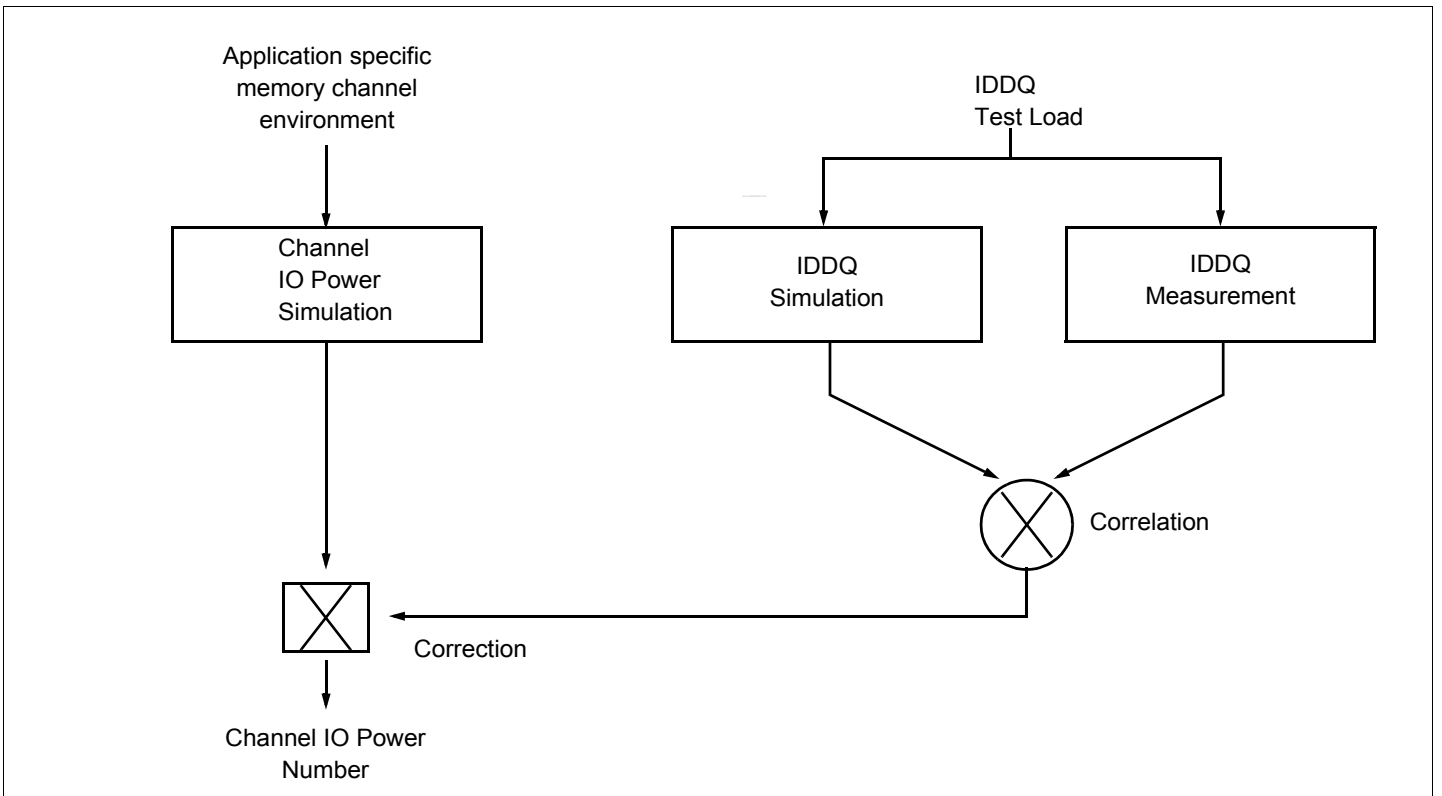 Application specific
memory channel
environment
IDDQ
Test Load
Channel
IO Power
Simulation
IDDQ
Simulation
IDDQ
Measurement
Correlation
Correction
Channel IO Power
Number